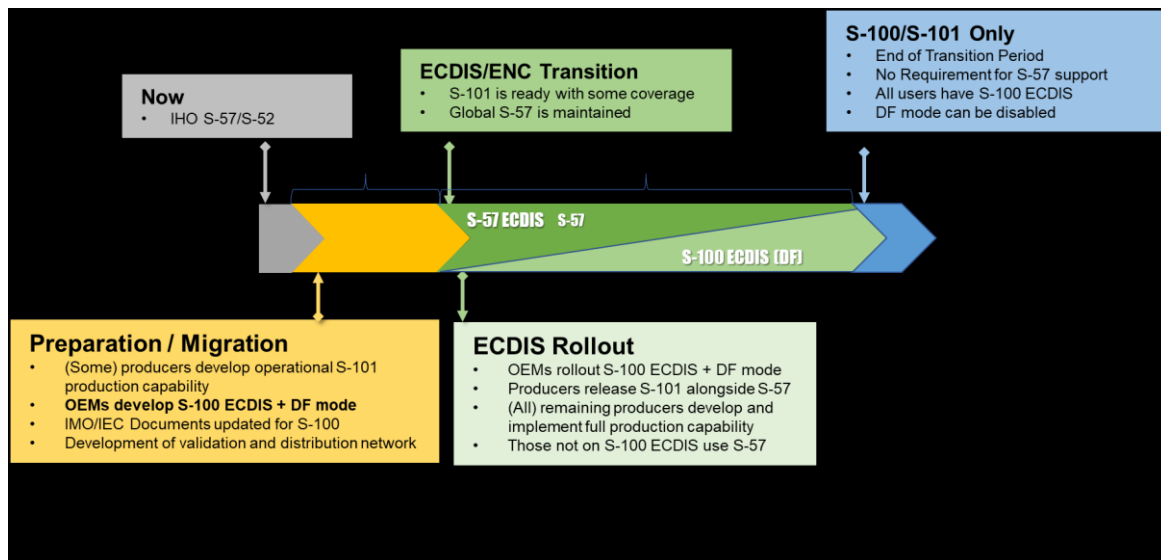 S-100/S-101 Only
• End of Transition Period
• No Requirement for S-57 support
• All users have S-100 ECDIS
• DF mode can be disabled
ECDIS/ENC Transition
• S-101 is ready with some coverage
• Global S-57 is maintained
Now
• IHO S-57/S-52
S-57 ECDIS S-57
S-100 ECDIS (DF)
Preparation / Migration
• (Some) producers develop operational S-101
production capability
• OEMs develop S-100 ECDIS + DF mode
• IMO/IEC Documents updated for S-100
• Development of validation and distribution network
ECDIS Rollout
• OEMs rollout S-100 ECDIS + DF mode
• Producers release S-101 alongside S-57
• (All) remaining producers develop and
implement full production capability
• Those not on S-100 ECDIS use S-57